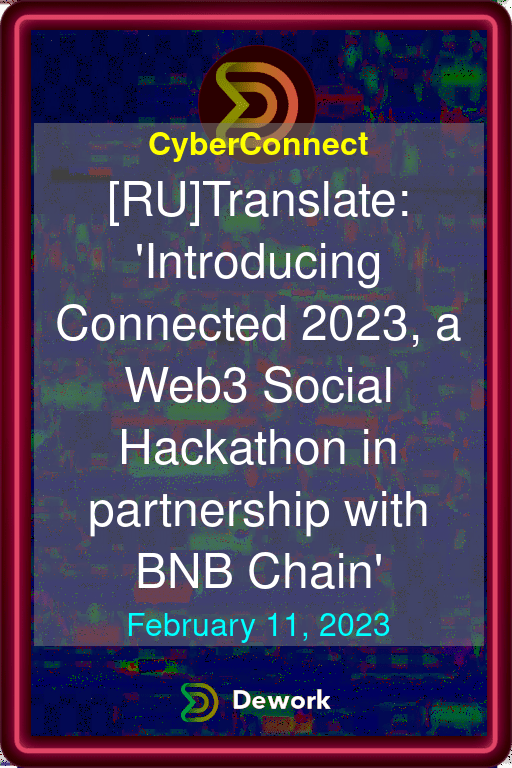 CyberConnect
[RU]Translate:
'Introducing
Connected 2023, a
Web3 Social
Hackathon in
partnership with
BNB Chain'
February 11, 2023
Dework